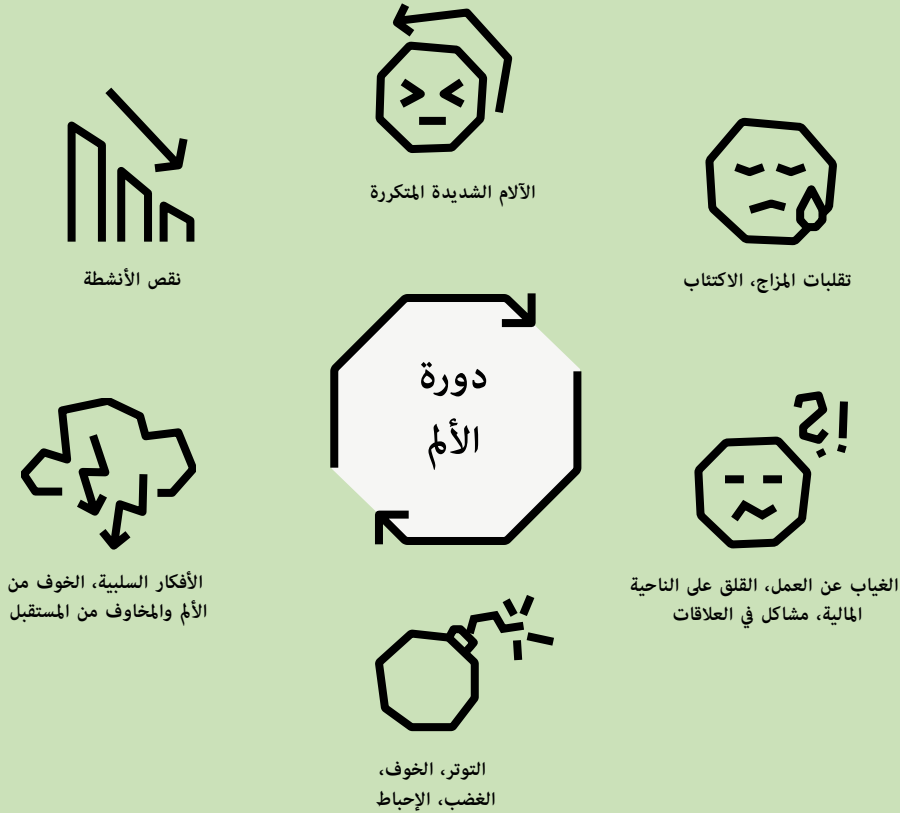 الآلام الشديدة المتكررة
تقلبات المزاج، الاكتئاب
نقص الأنشطة
دورة
الألم
الغياب عن العمل، القلق على الناحية
المالية، مشاكل في العلاقات
الأفكار السلبية، الخوف من
الألم والمخاوف من المستقبل
التوتر، الخوف،
الغضب، الإحباط